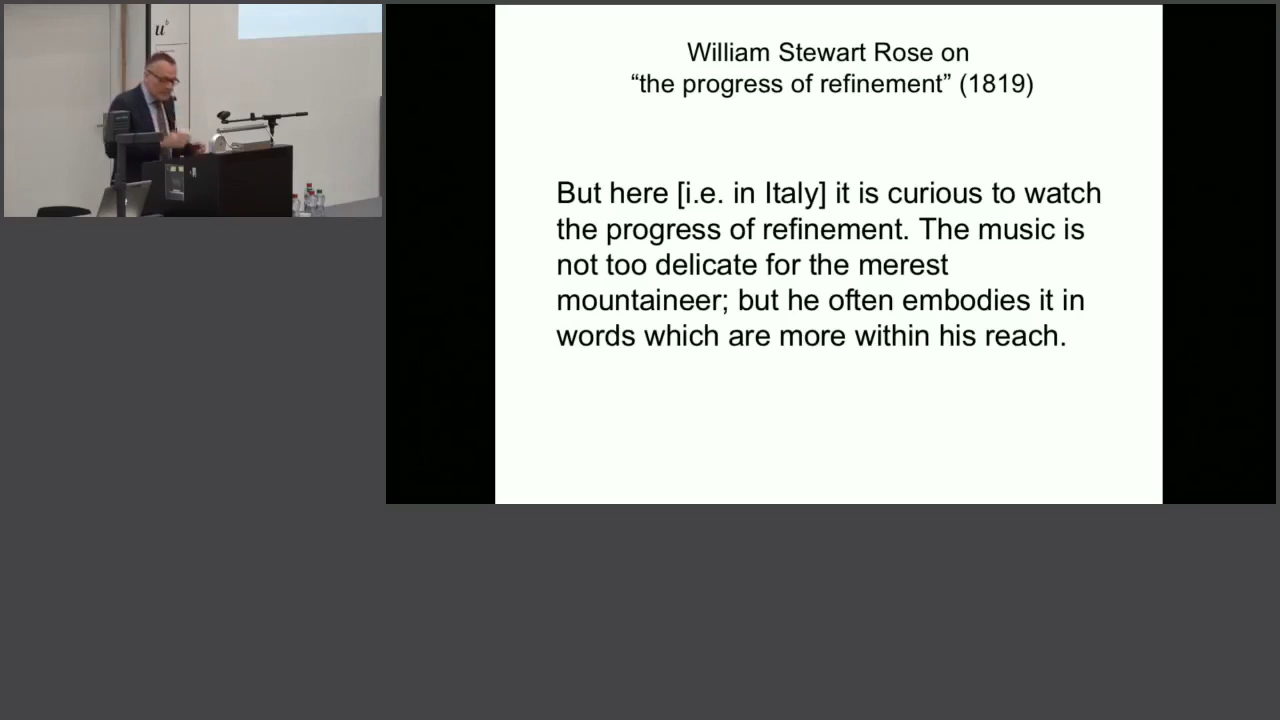 u^b
William Stewart Rose on
“the progress of refinement” (1819)
But here [i.e. in Italy] it is curious to watch
the progress of refinement. The music is
not too delicate for the merest
mountaineer; but he often embodies it in
words which are more within his reach.